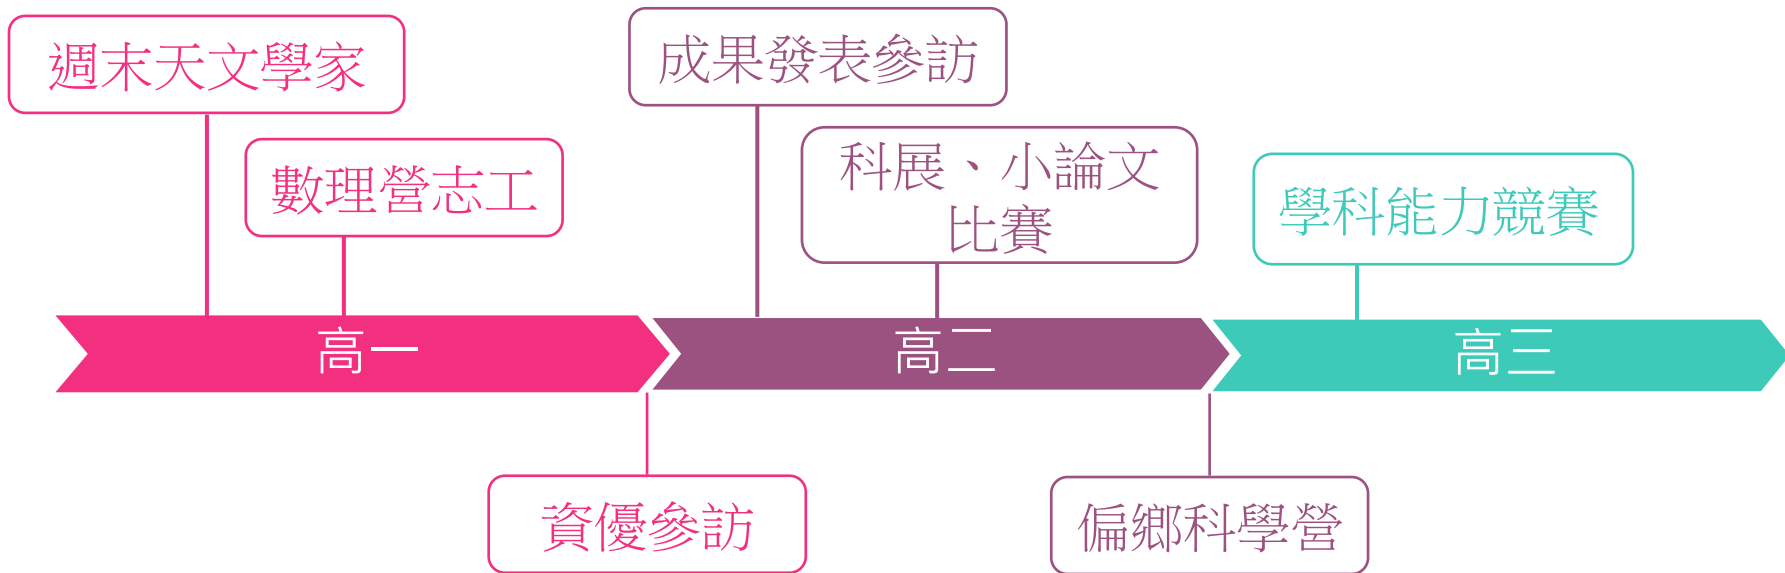 週末天文學家
數理營志工
成果發表參訪
科展、小論文
比賽
學科能力競賽
高一
高二
高三
資優參訪
偏鄉科學營